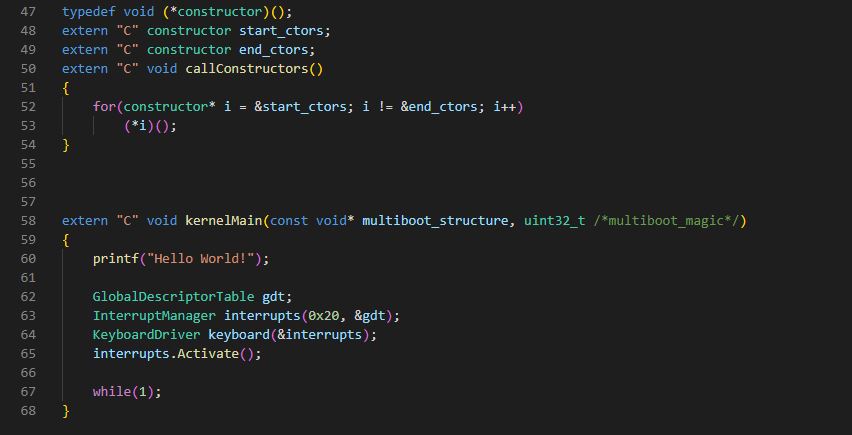 47 typedef void (*constructor)();
48 extern "C" constructor start_ctors;
49 extern "C" constructor end_ctors;
50 extern "C" void callConstructors()
51 {
52     for(constructor* i = &start_ctors; i != &end_ctors; i++)
53         (*i)();
54 }
55
56
57
58 extern "C" void kernelMain(const void* multiboot_structure, uint32_t /*multiboot_magic*/)
59 {
60     printf("Hello World!");
61
62     GlobalDescriptorTable gdt;
63     InterruptManager interrupts(0x20, &gdt);
64     KeyboardDriver keyboard(&interrupts);
65     interrupts.Activate();
66
67     while(1);
68 }